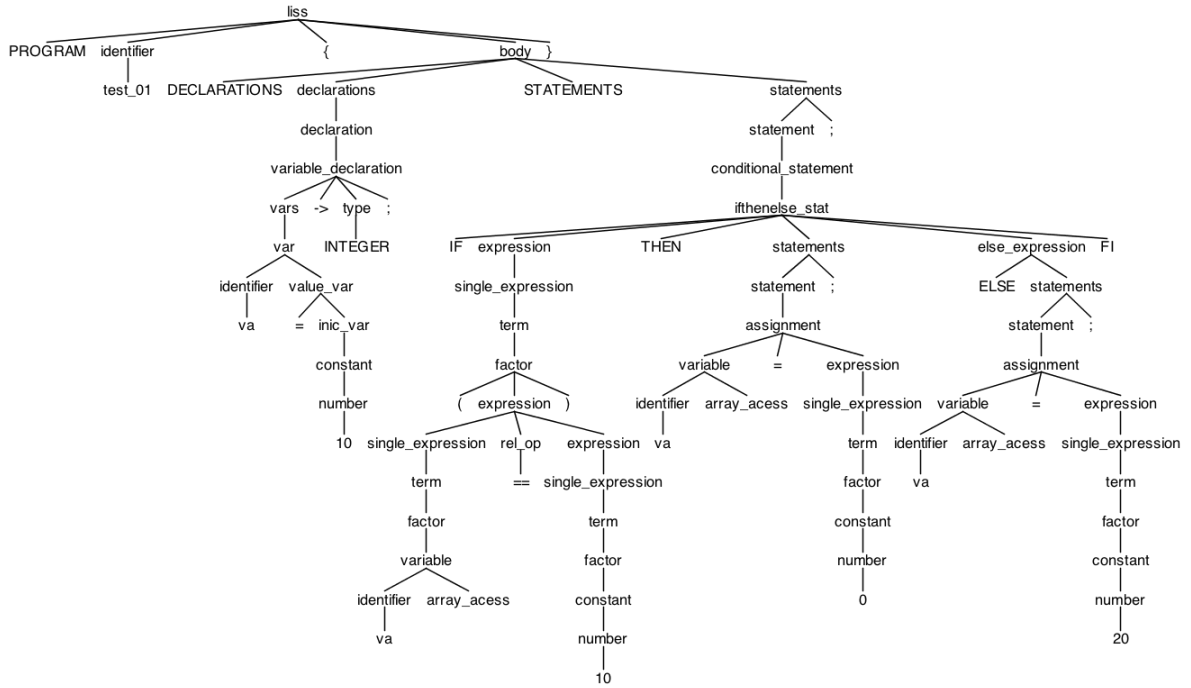 liss
PROGRAM identifier { body }
test_01 DECLARATIONS declarations STATEMENTS statements
declaration statement ;
variable_declaration conditional_statement
vars -> type ; ifthenelse_stat
var INTEGER IF expression THEN statements else_expression FI
identifier value_var single_expression statement ; ELSE statements
va = inic_var term assignment statement ;
constant factor variable = expression assignment
number ( expression ) identifier array_acess single_expression variable = expression
10 single_expression rel_op expression va term identifier array_acess single_expression
term == single_expression factor va term
factor term constant factor
variable factor number constant
identifier array_acess constant 0 number
va number 20
10